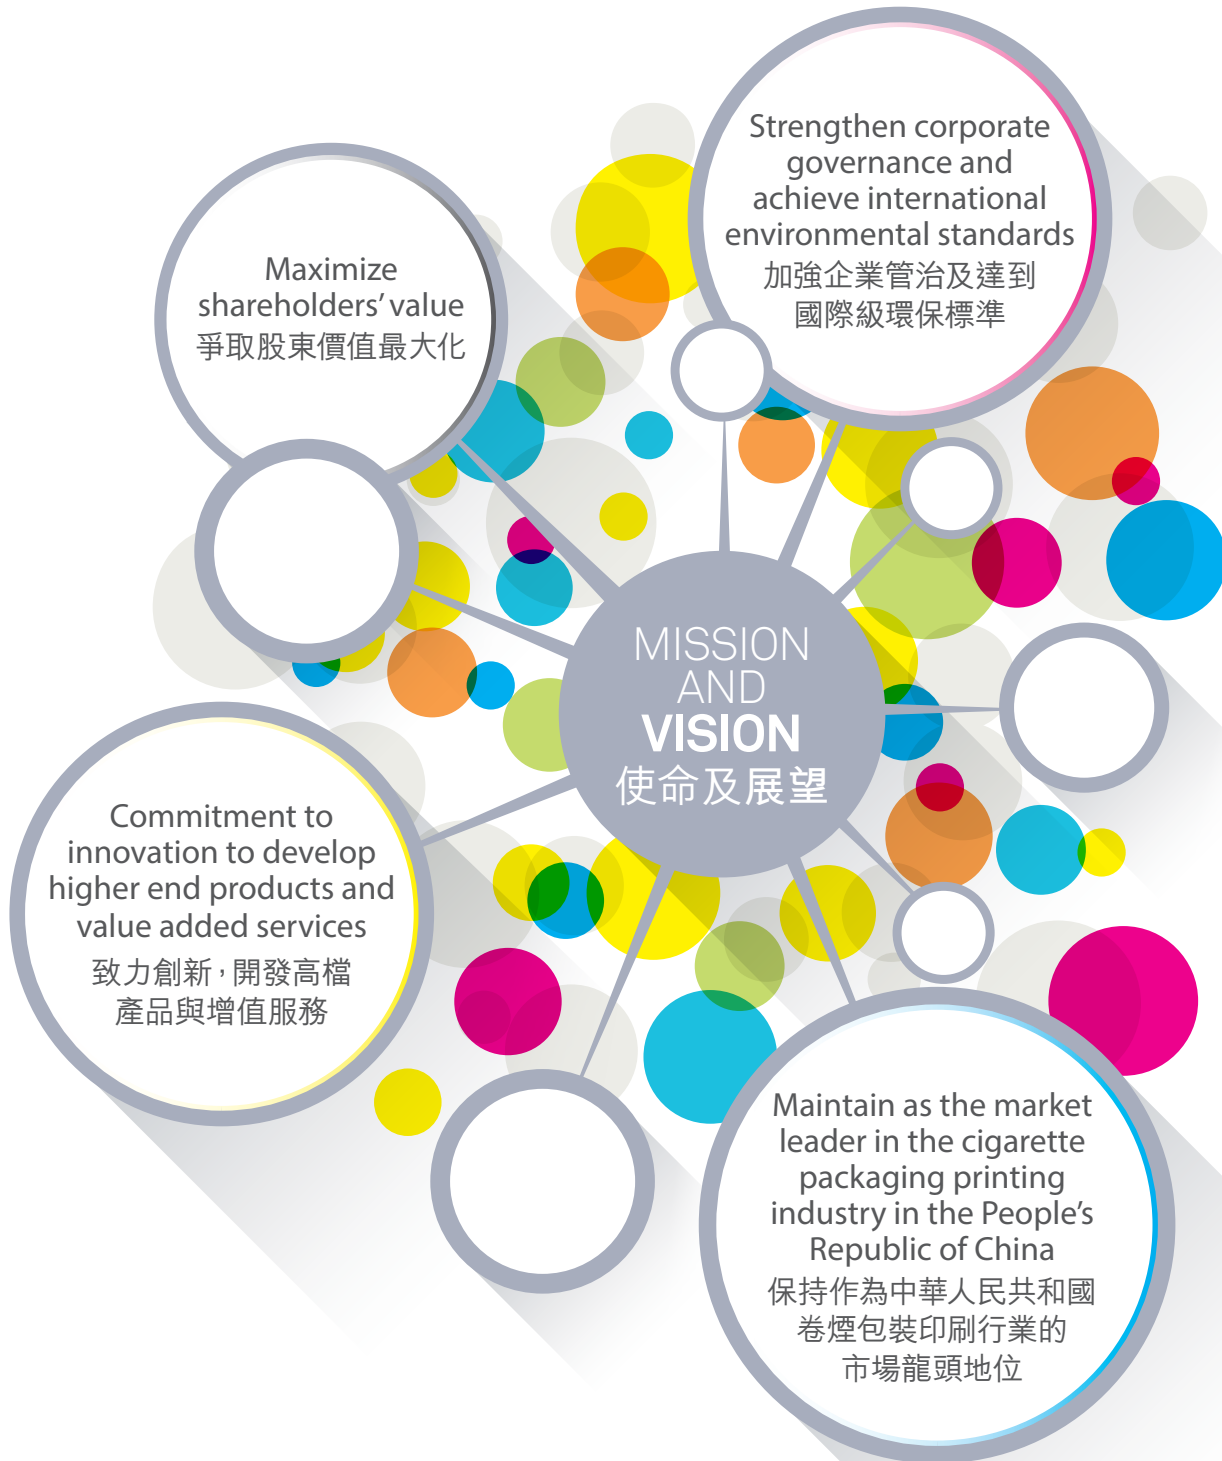 Strengthen corporate
governance and
achieve international
environmental standards
加強企業管治及達到
國際級環保標準
Maximize
shareholders’ value
爭取股東價值最大化
MISSION
AND
VISION
使命及展望
Commitment to
innovation to develop
higher end products and
value added services
致力創新，開發高檔
產品與增值服務
Maintain as the market
leader in the cigarette
packaging printing
industry in the People’s
Republic of China
保持作為中華人民共和國
卷煙包裝印刷行業的
市場龍頭地位